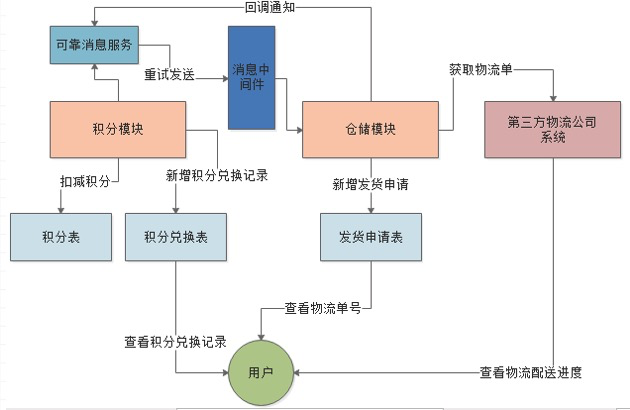 回调通知
可靠消息服务
重试发送
消息中
间件
获取物流单
积分模块
仓储模块
第三方物流公司
系统
扣减积分
新增积分兑换记录
新增发货申请
积分表
积分兑换表
发货申请表
查看物流单号
查看积分兑换记录
用户
查看物流配送进度